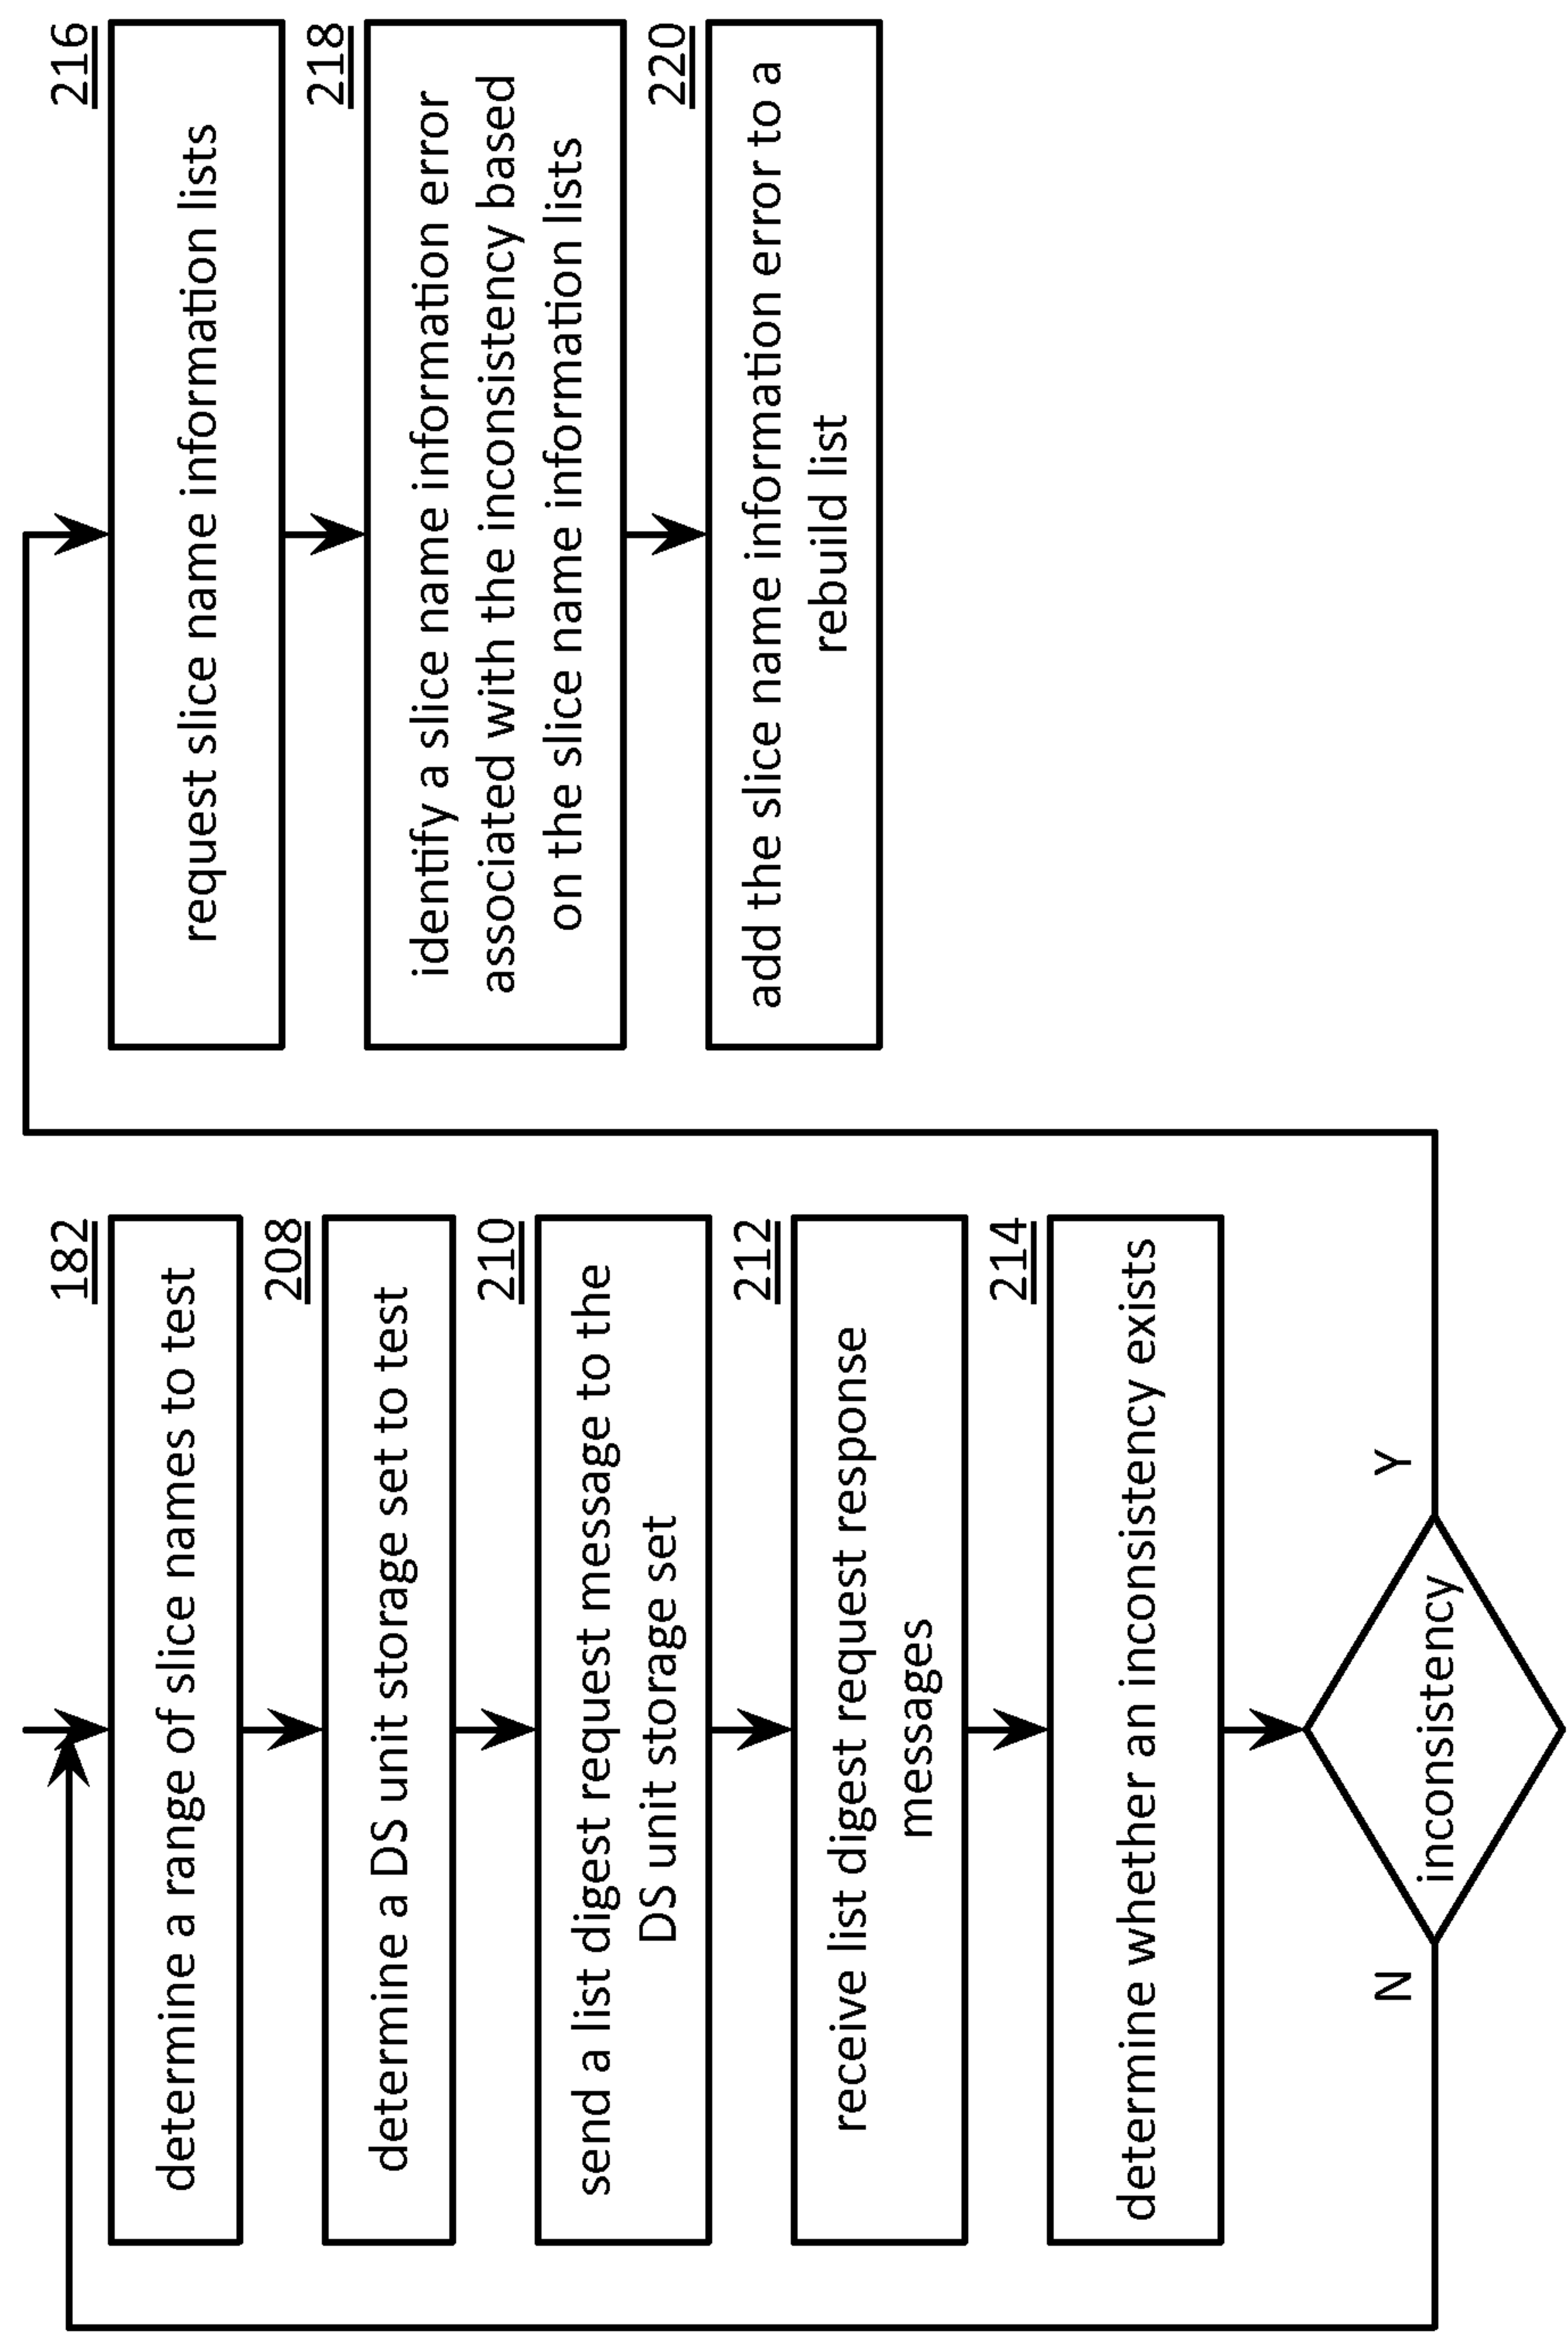 182
determine a range of slice names to test
208
determine a DS unit storage set to test
210
send a list digest request message to the
DS unit storage set
212
receive list digest request response
messages
214
determine whether an inconsistency exists
N
inconsistency
Y
216
request slice name information lists
218
identify a slice name information error
associated with the inconsistency based
on the slice name information lists
220
add the slice name information error to a
rebuild list